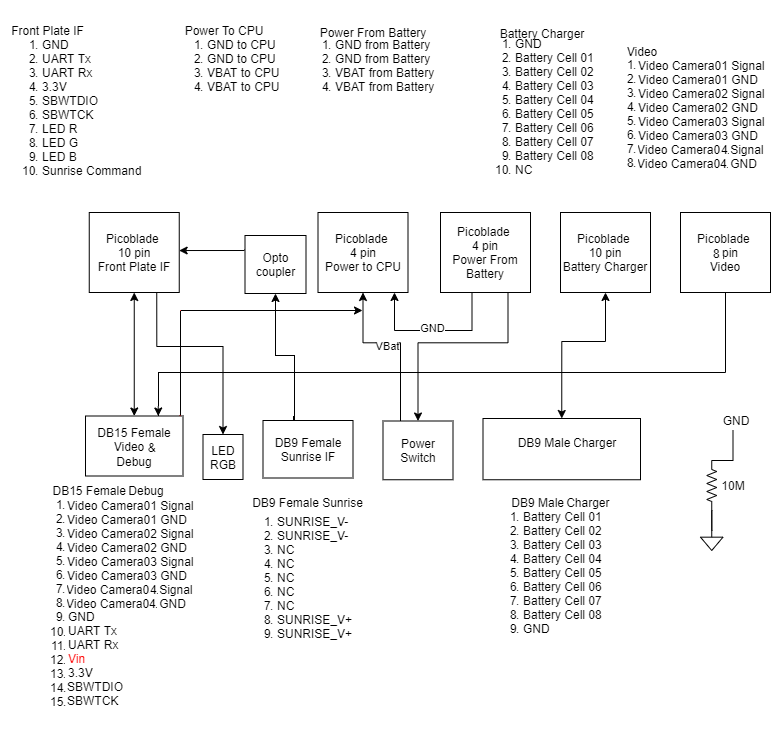 Front Plate IF
1. GND
2. UART Tx
3. UART Rx
4. 3.3V
5. SBWTDIO
6. SBWTCK
7. LED R
8. LED G
9. LED B
10. Sunrise Command
Power To CPU
1. GND to CPU
2. GND to CPU
3. VBAT to CPU
4. VBAT to CPU
Power From Battery
1. GND from Battery
2. GND from Battery
3. VBAT from Battery
4. VBAT from Battery
Battery Charger
1. GND
2. Battery Cell 01
3. Battery Cell 02
4. Battery Cell 03
5. Battery Cell 04
6. Battery Cell 05
7. Battery Cell 06
8. Battery Cell 07
9. Battery Cell 08
10. NC
Video
1. Video Camera01 Signal
2. Video Camera01 GND
3. Video Camera02 Signal
4. Video Camera02 GND
5. Video Camera03 Signal
6. Video Camera03 GND
7. Video Camera04.Signal
8. Video Camera04.GND
Picoblade
10 pin
Front Plate IF
Opto
coupler
Picoblade
4 pin
Power to CPU
Picoblade
4 pin
Power From
Battery
Picoblade
10 pin
Battery Charger
Picoblade
8 pin
Video
GND
VBat
DB15 Female
Video &
Debug
LED
RGB
DB9 Female
Sunrise IF
Power
Switch
DB9 Male Charger
GND
10M
DB15 Female Debug
1. Video Camera01 Signal
2. Video Camera01 GND
3. Video Camera02 Signal
4. Video Camera02 GND
5. Video Camera03 Signal
6. Video Camera03 GND
7. Video Camera04.Signal
8. Video Camera04.GND
9. GND
10. UART Tx
11. UART Rx
12. Vin
13. 3.3V
14. SBWTDIO
15. SBWTCK
DB9 Female Sunrise
1. SUNRISE_V-
2. SUNRISE_V-
3. NC
4. NC
5. NC
6. NC
7. NC
8. SUNRISE_V+
9. SUNRISE_V+
DB9 Male Charger
1. Battery Cell 01
2. Battery Cell 02
3. Battery Cell 03
4. Battery Cell 04
5. Battery Cell 05
6. Battery Cell 06
7. Battery Cell 07
8. Battery Cell 08
9. GND